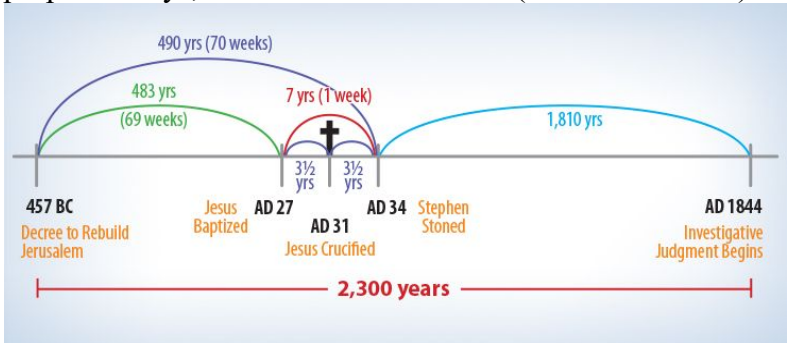 490 yrs (70 weeks)
483 yrs
(69 weeks)
7 yrs (1 week)
1,810 yrs
3½
yrs
3½
yrs
457 BC
Decree to Rebuild
Jerusalem
Jesus
Baptized
AD 27
AD 31
Jesus Crucified
AD 34
Stephen
Stoned
AD 1844
Investigative
Judgment Begins
2,300 years